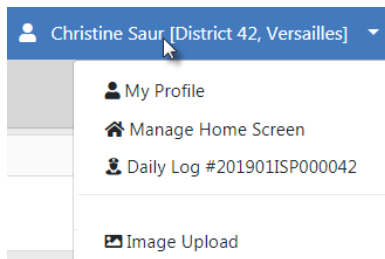 Christine Saur [District 42, Versailles]
My Profile
Manage Home Screen
Daily Log #201901ISP000042
Image Upload